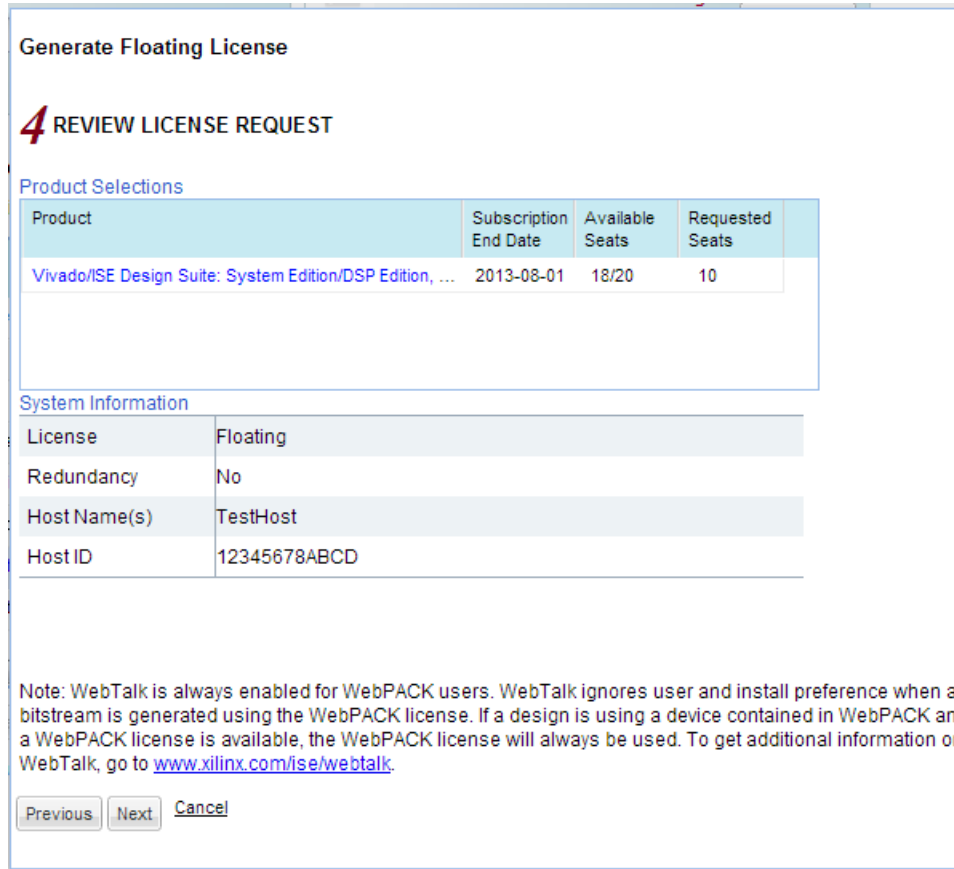 Generate Floating License
4 REVIEW LICENSE REQUEST
Product Selections
Product Subscription End Date Available Seats Requested Seats
Vivado/ISE Design Suite: System Edition/DSP Edition, ... 2013-08-01 18/20 10
System Information
License Floating
Redundancy No
Host Name(s) TestHost
Host ID 12345678ABCD
Note: WebTalk is always enabled for WebPACK users. WebTalk ignores user and install preference when a
bitstream is generated using the WebPACK license. If a design is using a device contained in WebPACK an
a WebPACK license is available, the WebPACK license will always be used. To get additional information o
WebTalk, go to www.xilinx.com/ise/webtalk.
Previous Next Cancel